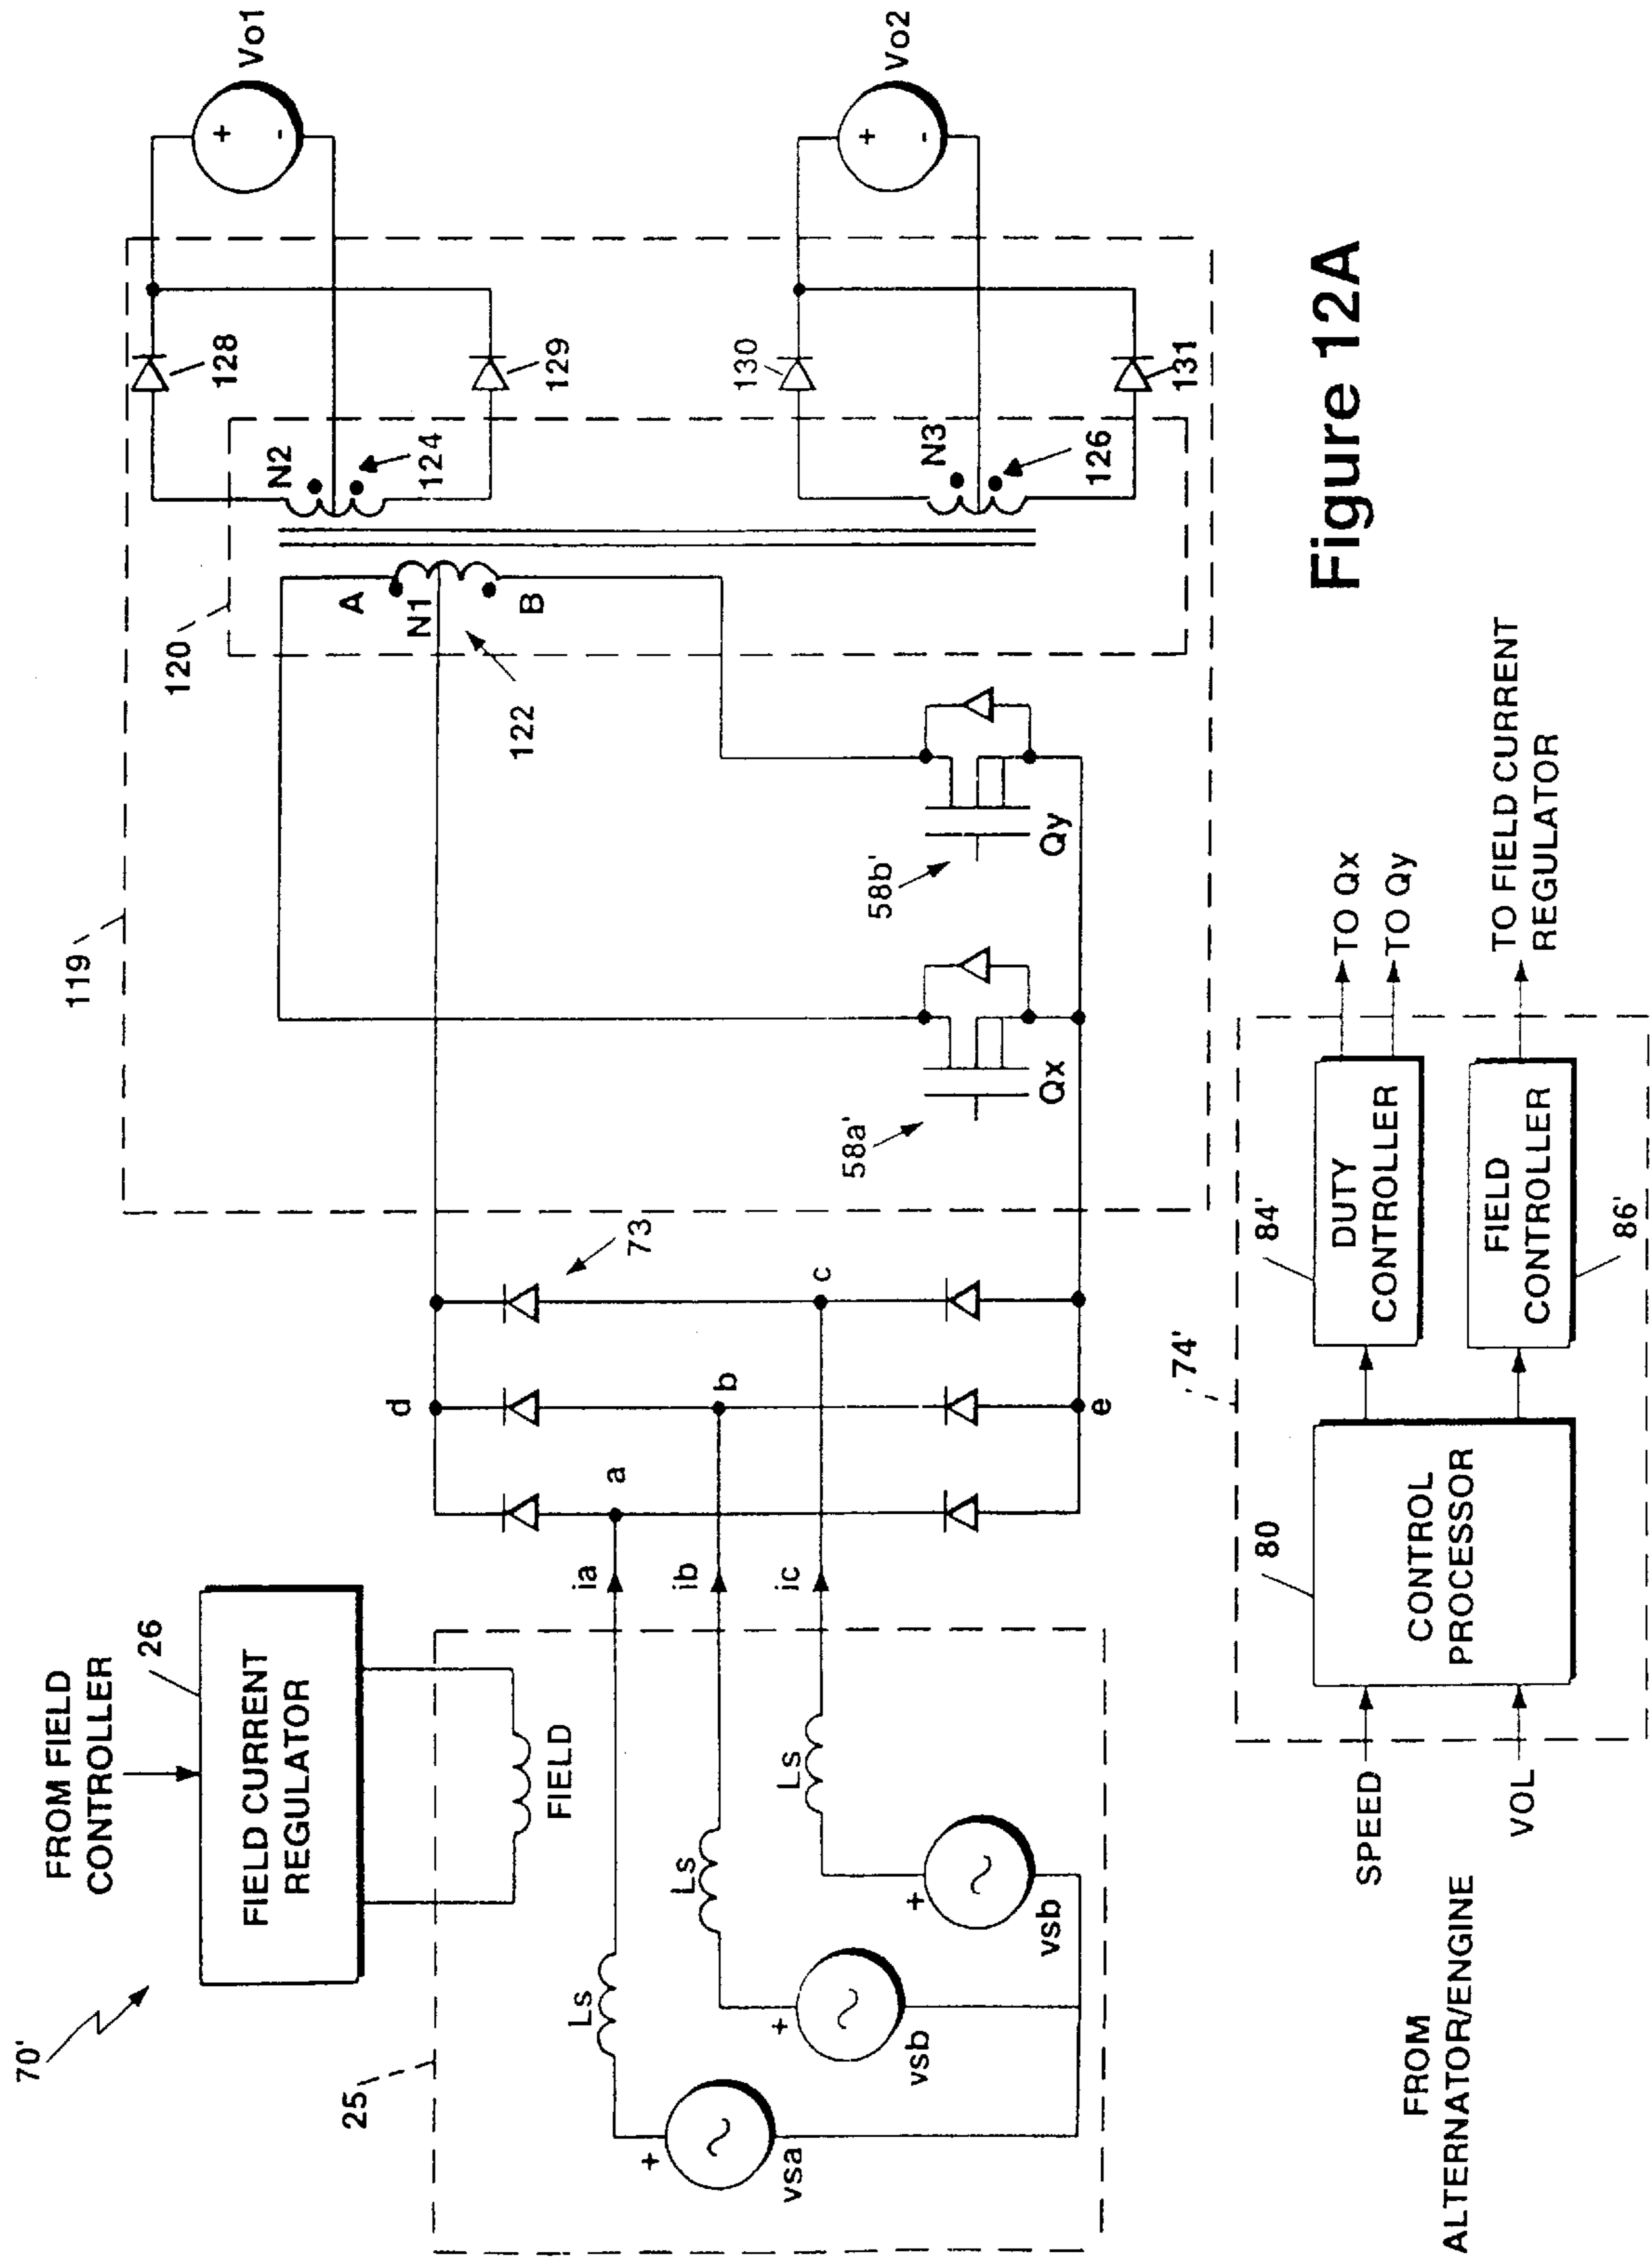 70'
FROM FIELD
CONTROLLER
26
FIELD CURRENT
REGULATOR
FIELD
25
Ls
Ls
Ls
+
vsa
+
vsb
+
vsb
ia
ib
ic
a
b
c
d
e
73
119
120
A
N1
B
122
N2
124
N3
126
128
129
130
131
+
-
Vo1
+
-
Vo2
58a'
Qx
58b'
Qy
74'
FROM
ALTERNATOR/ENGINE
SPEED
VOL
80
CONTROL
PROCESSOR
84'
DUTY
CONTROLLER
FIELD
CONTROLLER
86'
TO Qx
TO Qy
TO FIELD CURRENT
REGULATOR
Figure 12A